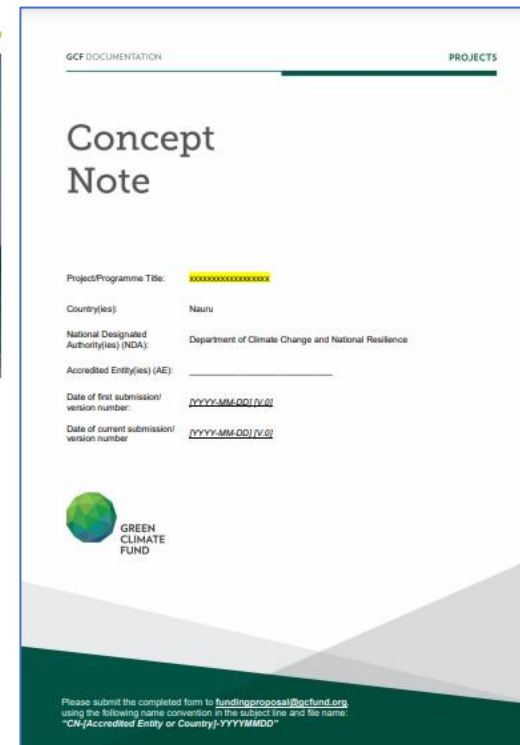 GCF DOCUMENTATION
PROJECTS
Concept
Note
Project/Programme Title: xxxxxxxxxxxxxxxxxx
Country(ies): Nauru
National Designated
Authority(ies) (NDA): Department of Climate Change and National Resilience
Accredited Entity(ies) (AE): ______________________________
Date of first submission/
version number: [YYYY-MM-DD] [V.0]
Date of current submission/
version number [YYYY-MM-DD] [V.0]
GREEN
CLIMATE
FUND
Please submit the completed form to fundingproposal@gcfund.org,
using the following name convention in the subject line and file name:
"CN-[Accredited Entity or Country]-YYYYMMDD"